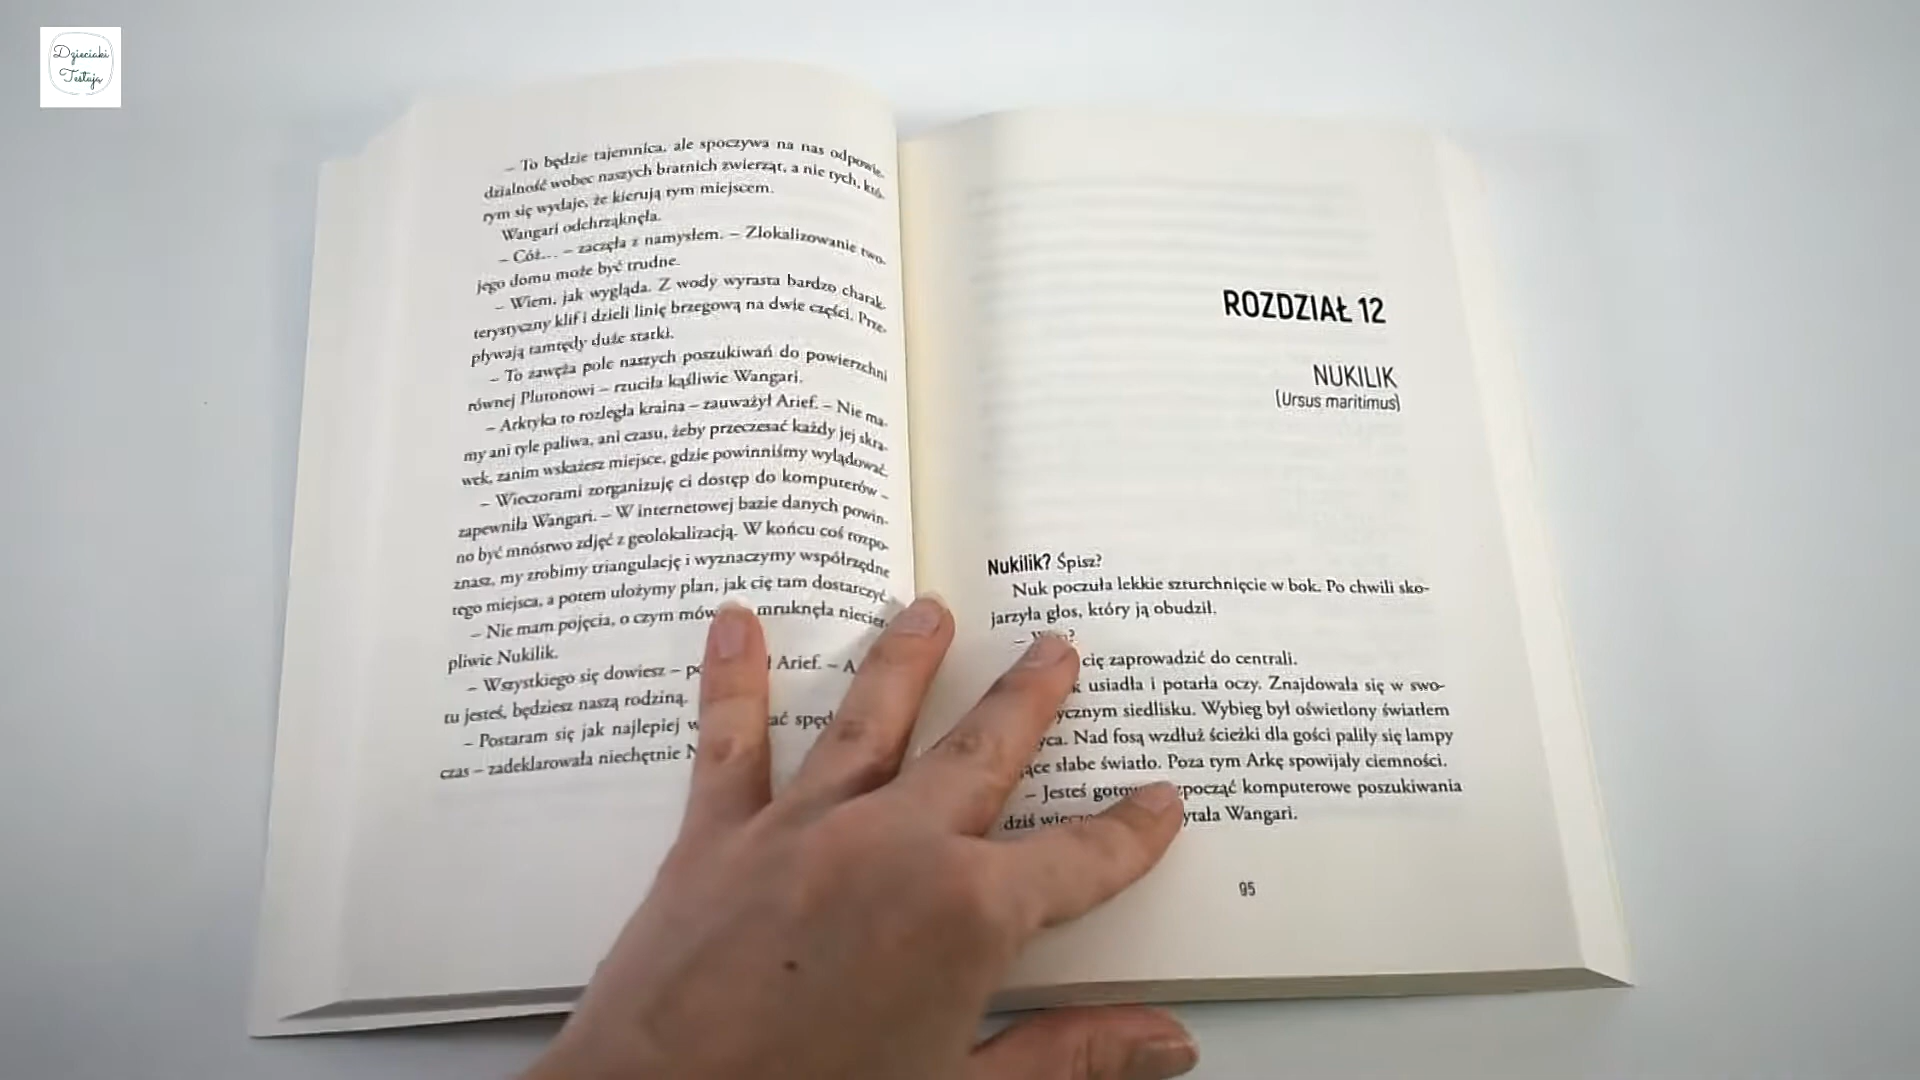 Dzieciaki
Testują
– To będzie tajemnica, ale spoczywa na nas odpowie-
dzialność wobec naszych bratnich zwierząt, a nie tych, któ-
rym się wydaje, że kierują tym miejscem.
Wangari odchrząknęła.
– Cóż... – zaczęła z namysłem. – Zlokalizowanie two-
jego domu może być trudne.
– Wiem, jak wygląda. Z wody wyrasta bardzo charak-
terystyczny klif i dzieli linię brzegową na dwie części. Prze-
pływają tamtędy duże statki.
– To zawęża pole naszych poszukiwań do powierzchni
równej Plutonowi – rzuciła kąśliwie Wangari.
– Arktyka to rozległa kraina – zauważył Arief. – Nie ma-
my ani tyle paliwa, ani czasu, żeby przeczesać każdy jej skra-
wek, zanim wskażesz miejsce, gdzie powinniśmy wylądować.
– Wieczorami zorganizuję ci dostęp do komputerów –
zapewniła Wangari. – W internetowej bazie danych powin-
no być mnóstwo zdjęć z geolokalizacją. W końcu coś rozpo-
znasz, my zrobimy triangulację i wyznaczymy współrzędne
tego miejsca, a potem ułożymy plan, jak cię tam dostarczyć.
– Nie mam pojęcia, o czym mów mruknęła niecier-
pliwie Nukilik.
– Wszystkiego się dowiesz – ł Arief. – A
tu jesteś, będziesz naszą rodziną.
– Postaram się jak najlepiej
czas – zadeklarowała niechętnie N
ROZDZIAŁ 12
NUKILIK
(Ursus maritimus)
Nukilik? Śpisz?
Nuk poczuła lekkie szturchnięcie w bok. Po chwili sko-
jarzyła głos, który ją obudził.
–
cię zaprowadzić do centrali.
k usiadła i potarła oczy. Znajdowała się w swo-
ycznym siedlisku. Wybieg był oświetlony światłem
yca. Nad fosą wzdłuż ścieżki dla gości paliły się lampy
jące słabe światło. Poza tym Arkę spowijały ciemności.
– Jesteś gotow zpocząć komputerowe poszukiwania
dziś ytała Wangari.
95